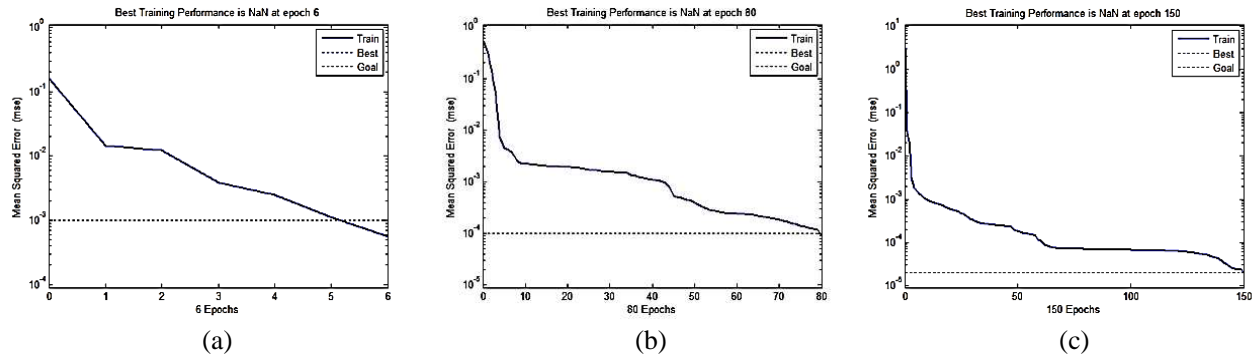 Best Training Performance is NaN at epoch 6
Mean Squared Error (mse)
10^0
10^-1
10^-2
10^-3
10^-4
Train
Best
Goal
0 1 2 3 4 5 6
6 Epochs
(a)
Best Training Performance is NaN at epoch 80
Mean Squared Error (mse)
10^0
10^-1
10^-2
10^-3
10^-4
10^-5
Train
Best
Goal
0 10 20 30 40 50 60 70 80
80 Epochs
(b)
Best Training Performance is NaN at epoch 150
Mean Squared Error (mse)
10^1
10^0
10^-1
10^-2
10^-3
10^-4
10^-5
Train
Best
Goal
0 50 100 150
150 Epochs
(c)